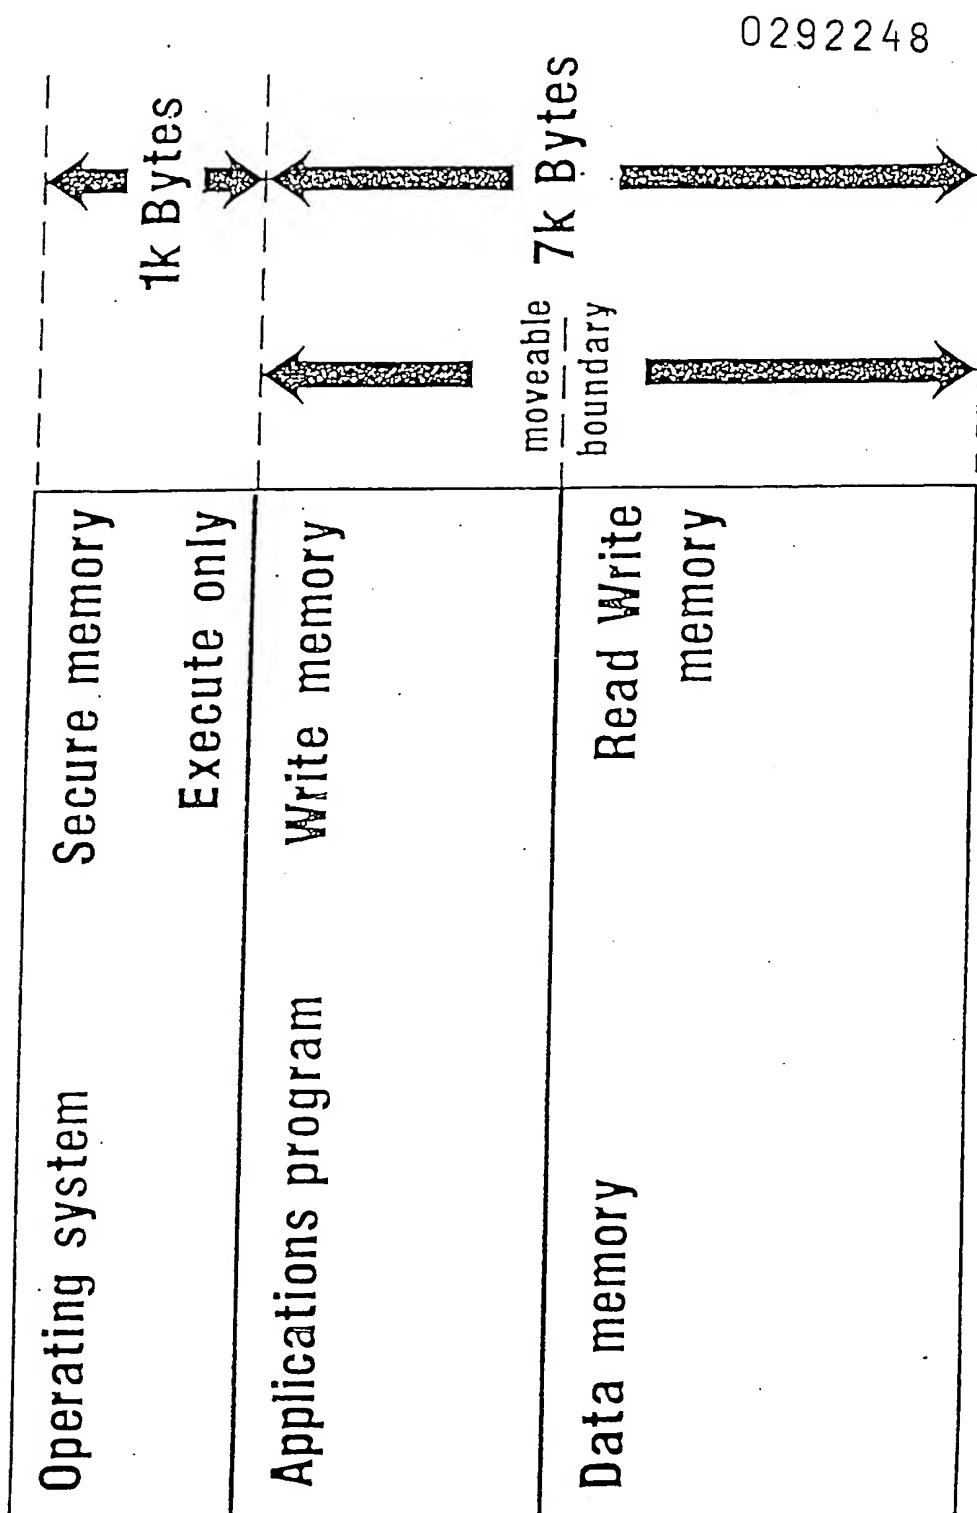 0292248
1k Bytes
7k Bytes
moveable
boundary
Operating system
Secure memory
Execute only
Applications program
Write memory
Data memory
Read Write
memory